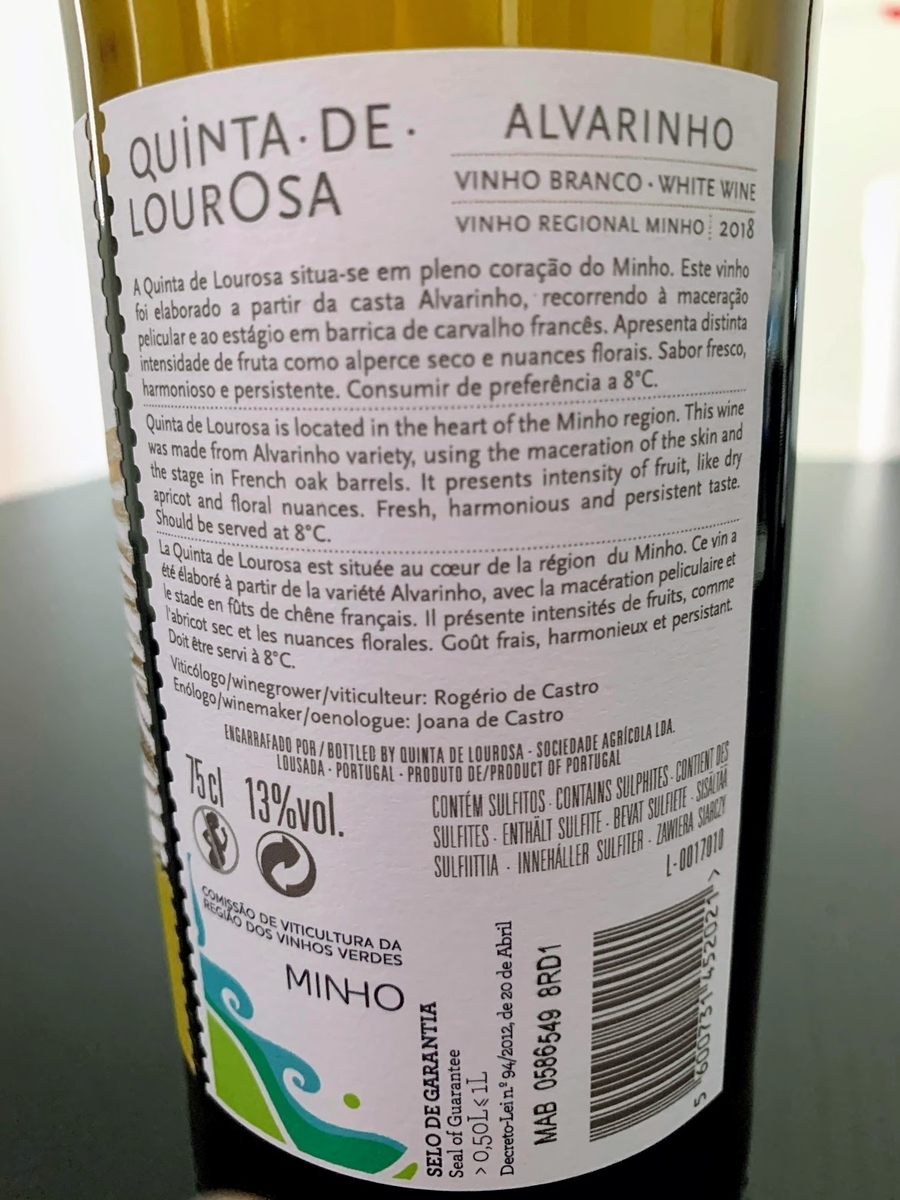 QUiNTA·DE·
LOUROSA
ALVARINHO
VINHO BRANCO · WHITE WINE
VINHO REGIONAL MINHO 2018
A Quinta de Lourosa situa-se em pleno coração do Minho. Este vinho
foi elaborado a partir da casta Alvarinho, recorrendo à maceração
pelicular e ao estágio em barrica de carvalho francês. Apresenta distinta
intensidade de fruta como alperce seco e nuances florais. Sabor fresco,
harmonioso e persistente. Consumir de preferência a 8°C.
Quinta de Lourosa is located in the heart of the Minho region. This wine
was made from Alvarinho variety, using the maceration of the skin and
the stage in French oak barrels. It presents intensity of fruit, like dry
apricot and floral nuances. Fresh, harmonious and persistent taste.
Should be served at 8°C.
La Quinta de Lourosa est située au cœur de la région du Minho. Ce vin a
été élaboré à partir de la variété Alvarinho, avec la macération peliculaire et
le stade en fûts de chêne français. Il présente intensités de fruits, comme
l'abricot sec et les nuances florales. Goût frais, harmonieux et persistant.
Doit être servi à 8°C.
Viticólogo/winegrower/viticulteur: Rogério de Castro
Enólogo/winemaker/oenologue: Joana de Castro
ENGARRAFADO POR / BOTTLED BY QUINTA DE LOUROSA - SOCIEDADE AGRÍCOLA LDA.
LOUSADA - PORTUGAL - PRODUTO DE/PRODUCT OF PORTUGAL
75cl 13%vol.
CONTÉM SULFITOS · CONTAINS SULPHITES · CONTIENT DES
SULFITES · ENTHÄLT SULFITE · BEVAT SULFIETE · SISÄLTÄÄ
SULFIITTIA · INNEHÅLLER SULFITER · ZAWIERA SIARCZY
L-0017010
COMISSÃO DE VITICULTURA DA
REGIÃO DOS VINHOS VERDES
MINHO
SELO DE GARANTIA
Seal of Guarantee
> 0,50L ≤ 1L
Decreto-Lei n.º 94/2012, de 20 de Abril
MAB 0586549 8RD1
5 600731 452021 >